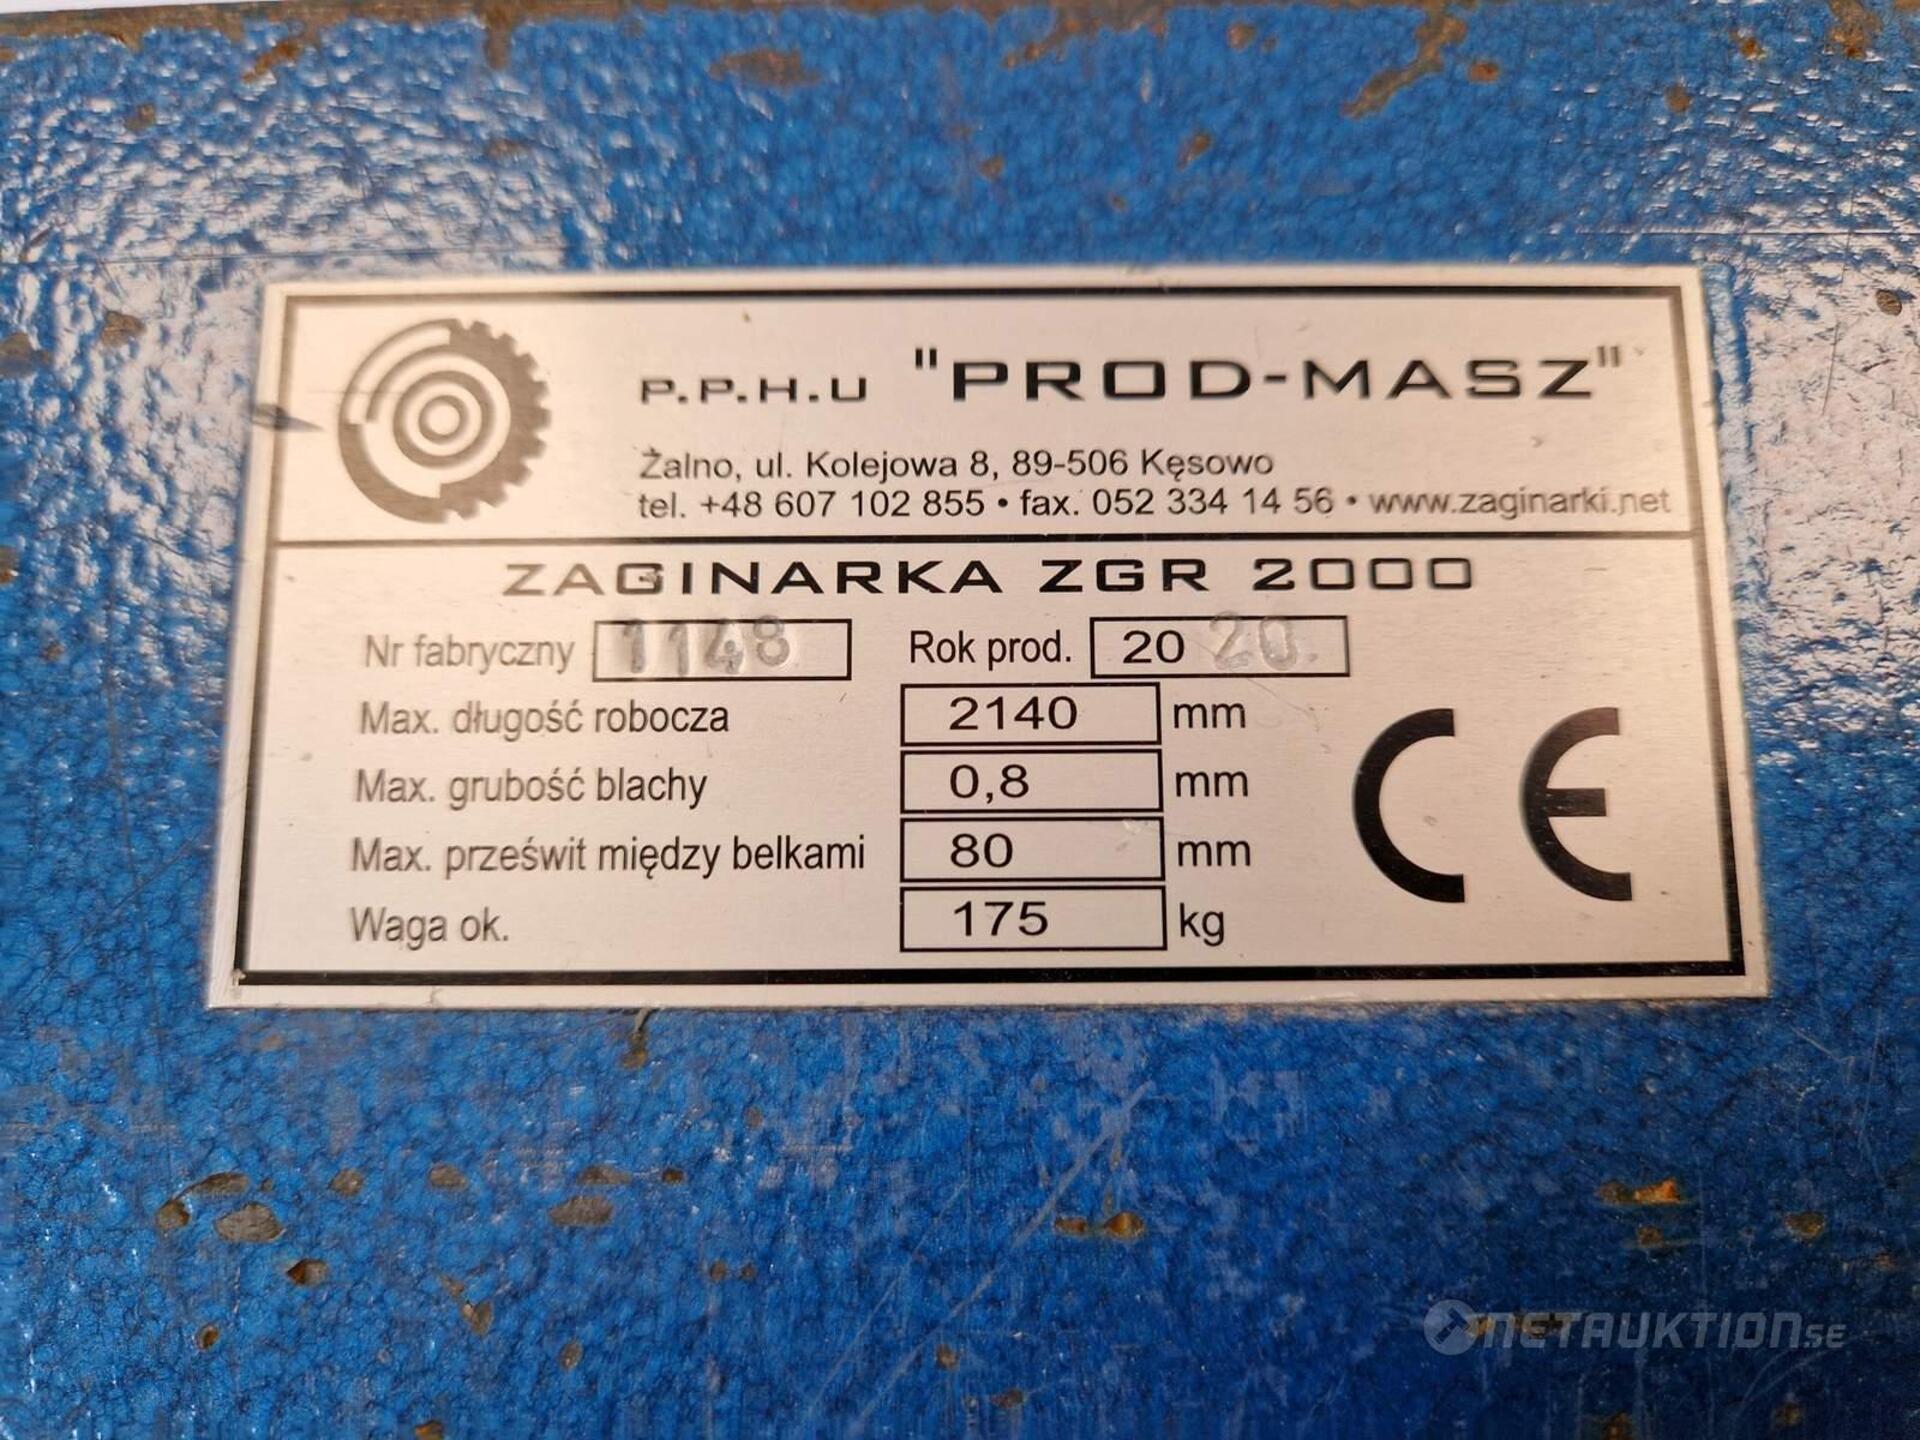 P.P.H.U "PROD-MASZ"
Żalno, ul. Kolejowa 8, 89-506 Kęsowo
tel. +48 607 102 855 • fax. 052 334 14 56 • www.zaginarki.net
ZAGINARKA ZGR 2000
Nr fabryczny 1148 Rok prod. 20 20
Max. długość robocza 2140 mm
Max. grubość blachy 0,8 mm
Max. prześwit między belkami 80 mm
Waga ok. 175 kg
CE
NETAUKTION.SE